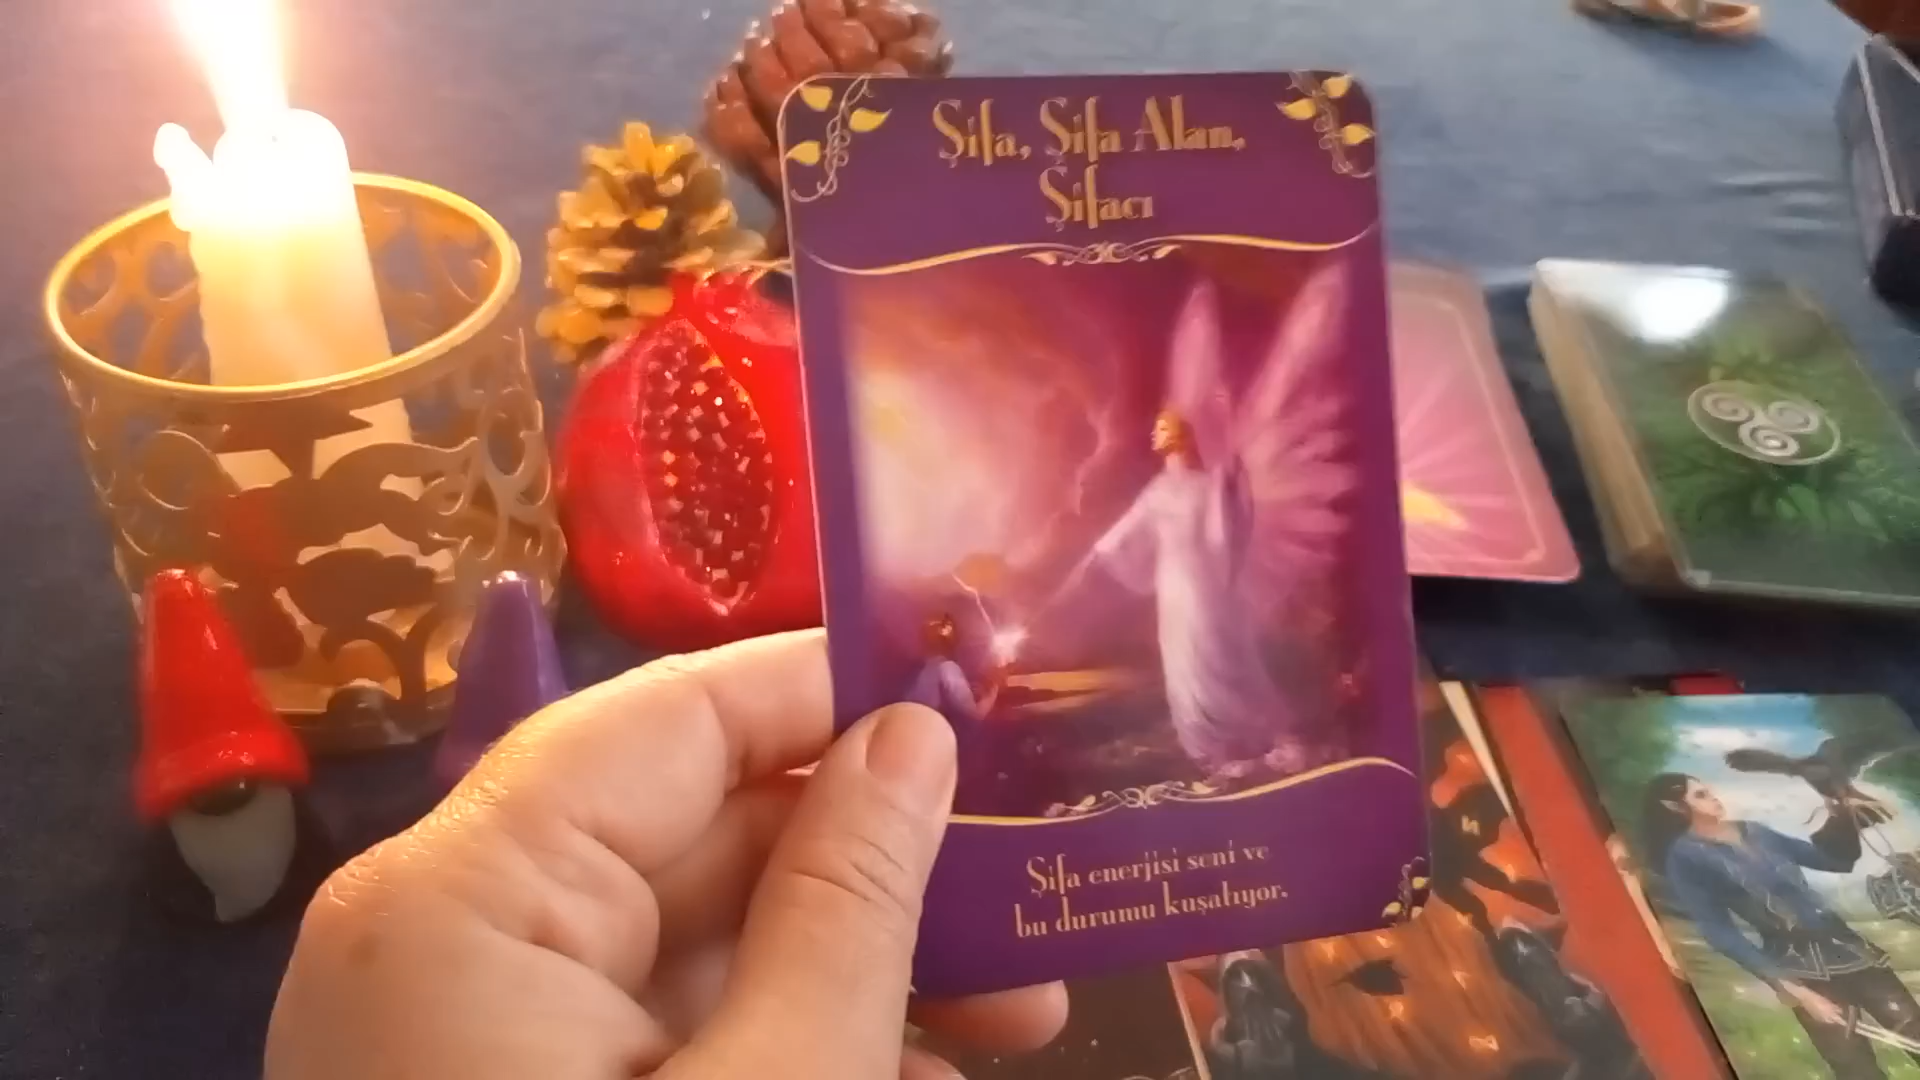 Şifa, Şifa Alan,
Şifacı
Şifa enerjisi seni ve
bu durumu kuşatıyor.